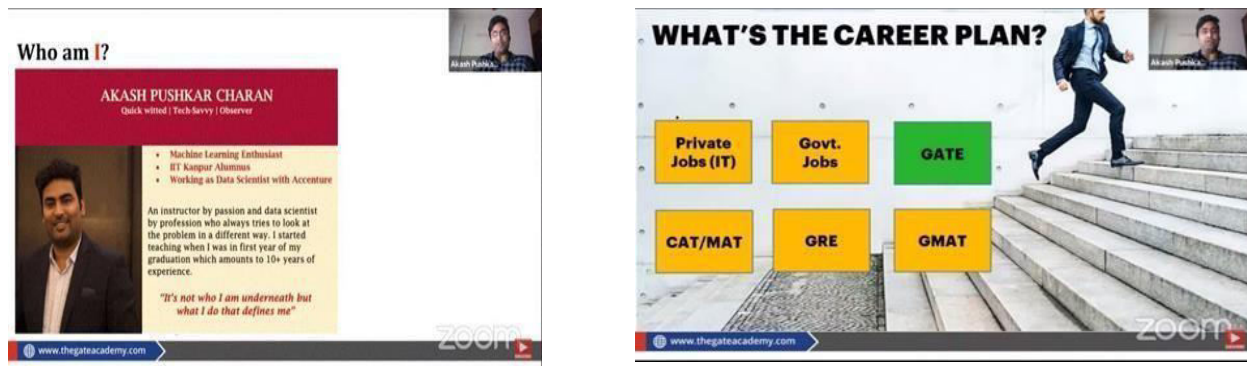 Who am I?
Akash Pushka...
AKASH PUSHKAR CHARAN
Quick witted | Tech-Savvy | Observer
• Machine Learning Enthusiast
• IIT Kanpur Alumnus
• Working as Data Scientist with Accenture
An instructor by passion and data scientist
by profession who always tries to look at
the problem in a different way. I started
teaching when I was in first year of my
graduation which amounts to 10+ years of
experience.
"It's not who I am underneath but
what I do that defines me"
zoom
www.thegateacademy.com
WHAT'S THE CAREER PLAN?
Akash Pushka...
Private
Jobs (IT)
Govt.
Jobs
GATE
CAT/MAT
GRE
GMAT
zoom
www.thegateacademy.com